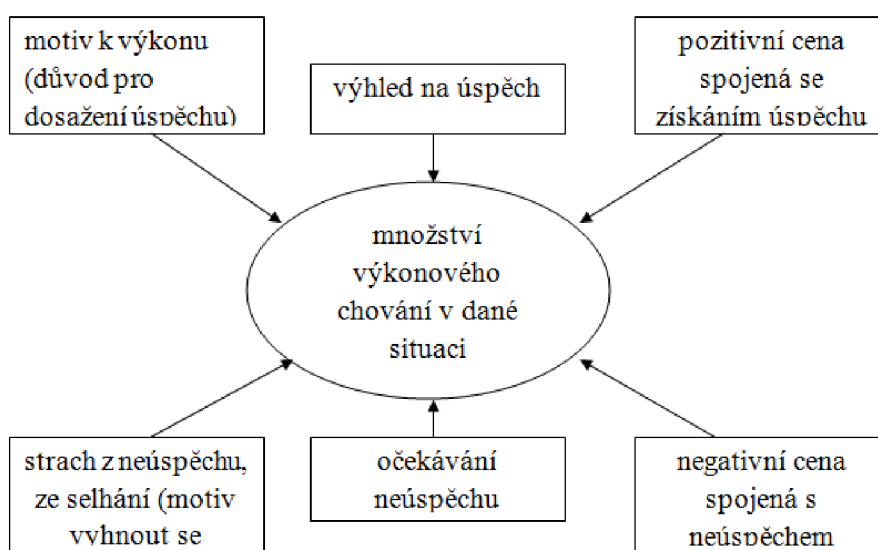 motiv k výkonu
(důvod pro
dosažení úspěchu)
výhled na úspěch
pozitivní cena
spojená se
získáním úspěchu
množství
výkonového
chování v dané
situaci
strach z neúspěchu,
ze selhání (motiv
vyhnout se
očekávání
neúspěchu
negativní cena
spojená s
neúspěchem